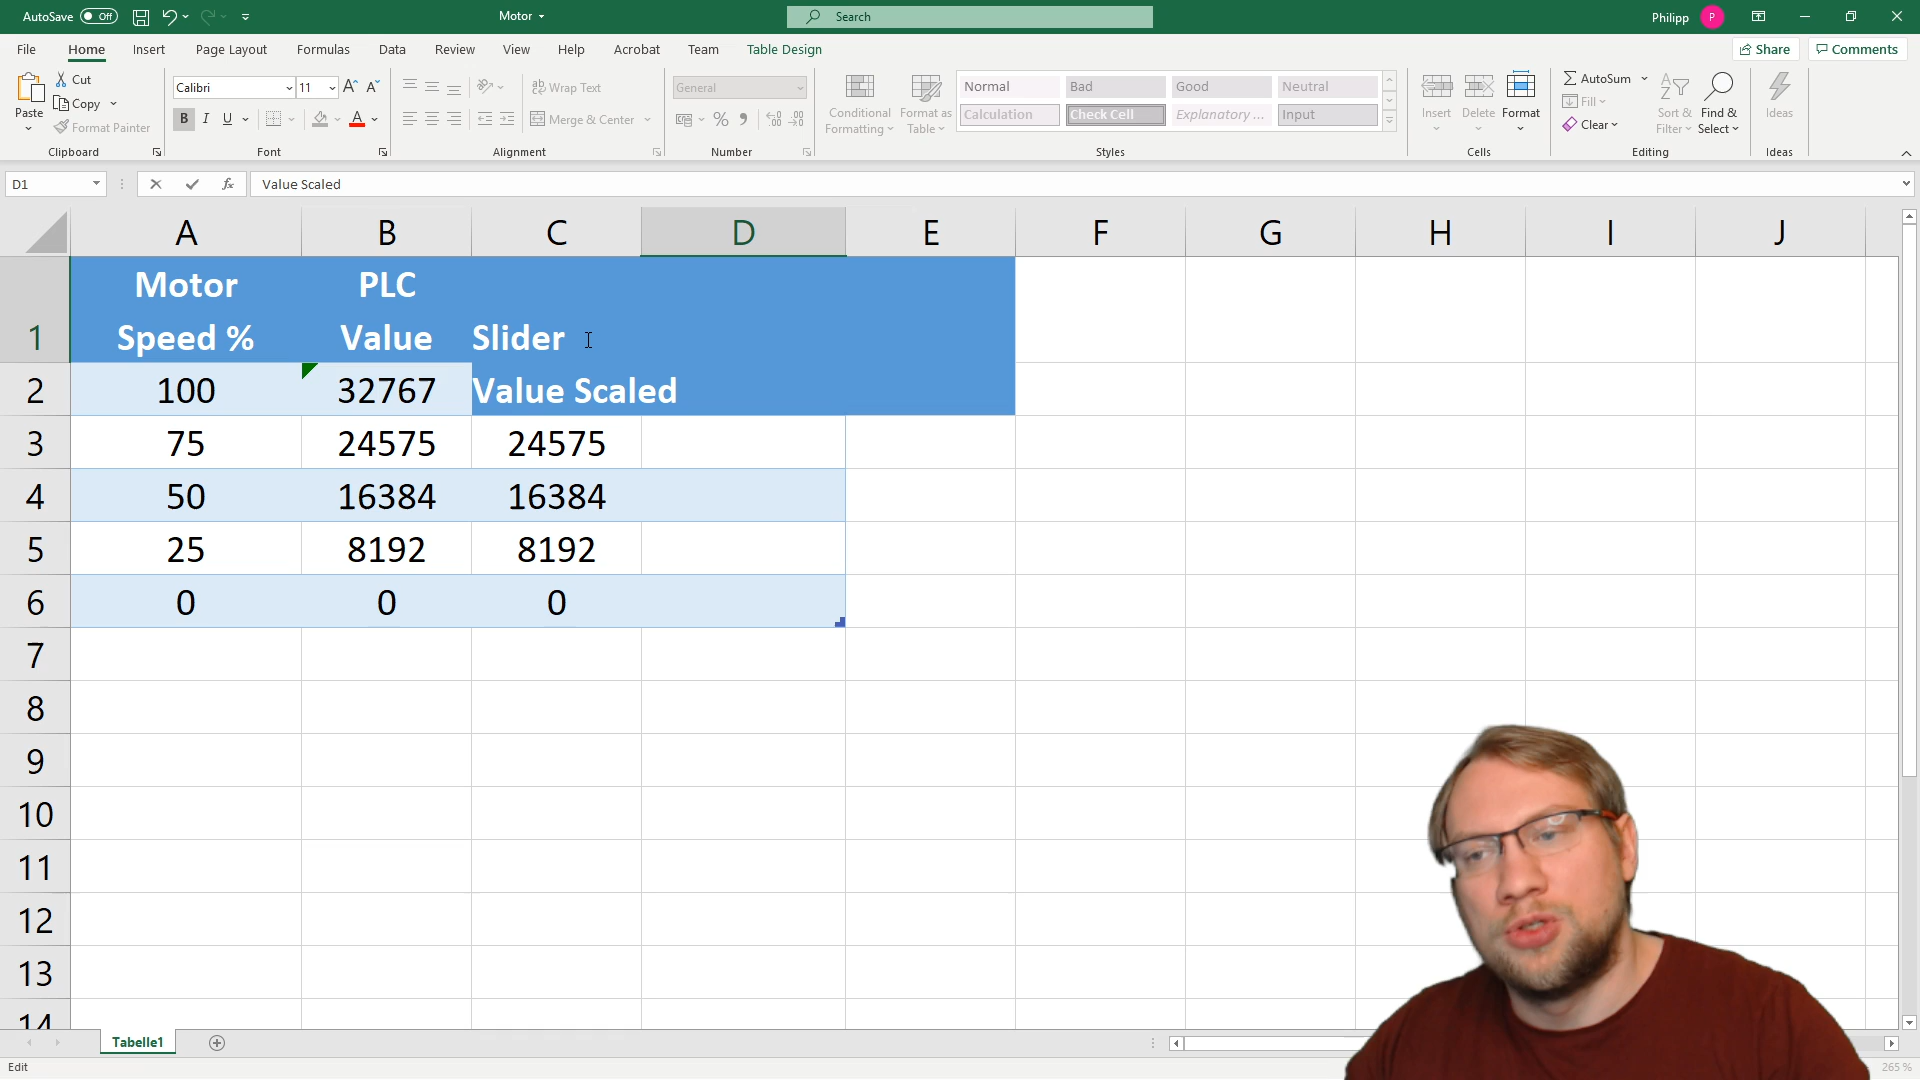 AutoSave Off
Motor
Search
Philipp P
File Home Insert Page Layout Formulas Data Review View Help Acrobat Team Table Design
Share Comments
Paste
Cut
Copy
Format Painter
Clipboard
Calibri 11
B I U
Font
Wrap Text
Merge & Center
Alignment
General
Number
Conditional Formatting
Format as Table
Normal Bad Good Neutral
Calculation Check Cell Explanatory ... Input
Styles
Insert Delete Format
Cells
AutoSum
Fill
Clear
Sort & Filter
Find & Select
Editing
Ideas
Ideas
D1
fx
Value Scaled
A B C D E F G H I J
Motor PLC
1 Speed % Value Slider
2 100 32767 Value Scaled
3 75 24575 24575
4 50 16384 16384
5 25 8192 8192
6 0 0 0
7
8
9
10
11
12
13
14
Tabelle1
Edit
265 %